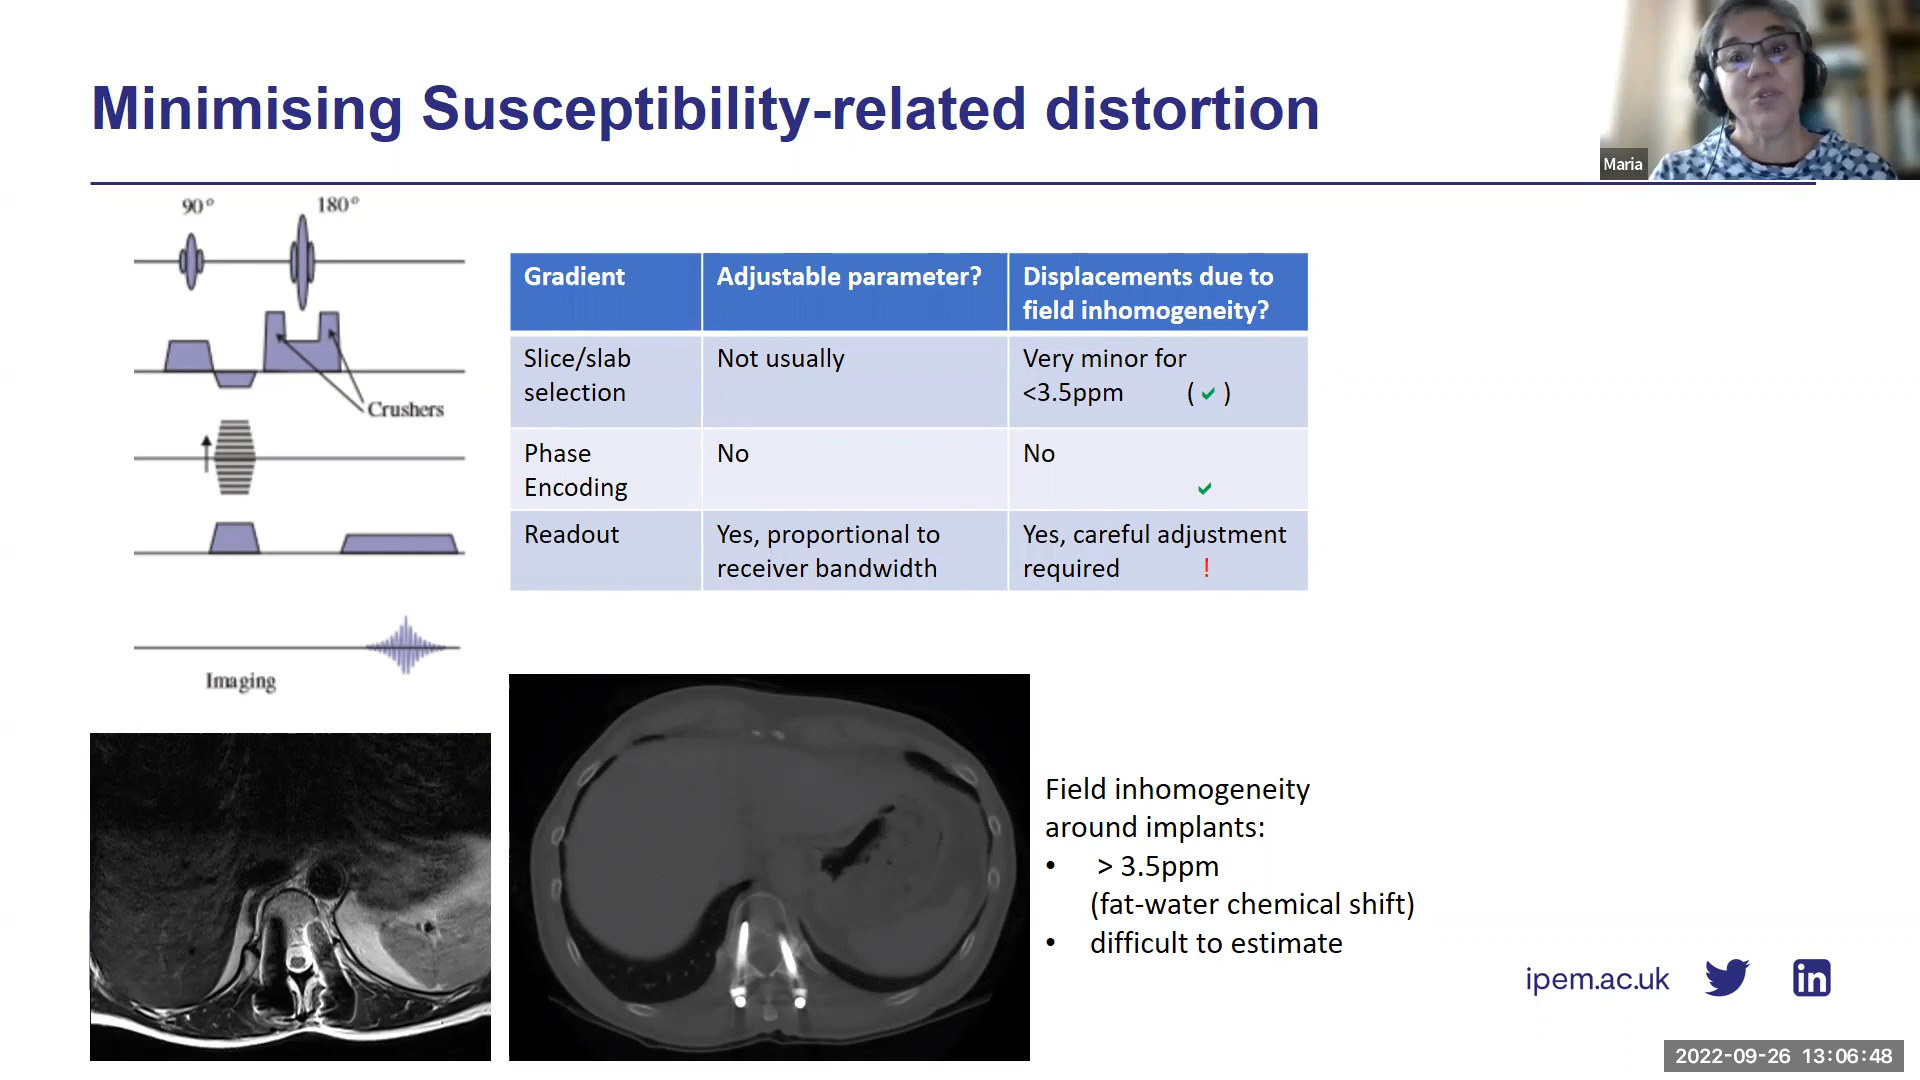 Minimising Susceptibility-related distortion
Maria
90°
180°
Crushers
Imaging
Gradient
Adjustable parameter?
Displacements due to
field inhomogeneity?
Slice/slab
selection
Not usually
Very minor for
<3.5ppm (✓)
Phase
Encoding
No
No
✓
Readout
Yes, proportional to
receiver bandwidth
Yes, careful adjustment
required !
Field inhomogeneity
around implants:
• > 3.5ppm
(fat-water chemical shift)
• difficult to estimate
ipem.ac.uk
in
2022-09-26 13:06:48